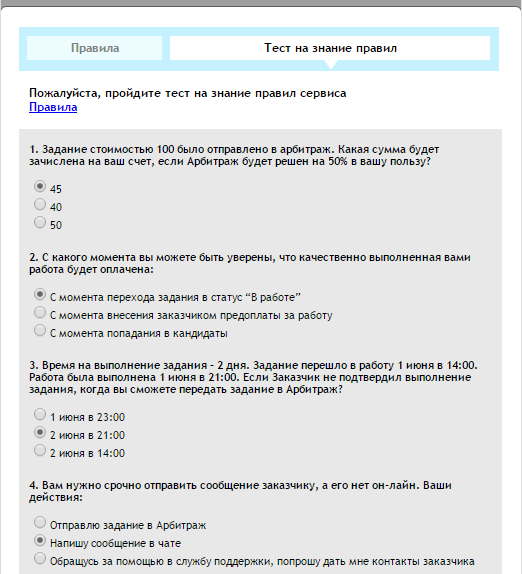 Правила
Тест на знание правил
Пожалуйста, пройдите тест на знание правил сервиса
Правила
1. Задание стоимостью 100 было отправлено в арбитраж. Какая сумма будет
зачислена на ваш счет, если Арбитраж будет решен на 50% в вашу пользу?
45
40
50
2. С какого момента вы можете быть уверены, что качественно выполненная вами
работа будет оплачена:
С момента перехода задания в статус “В работе”
С момента внесения заказчиком предоплаты за работу
С момента попадания в кандидаты
3. Время на выполнение задания – 2 дня. Задание перешло в работу 1 июня в 14:00.
Работа была выполнена 1 июня в 21:00. Если Заказчик не подтвердил выполнение
задания, когда вы сможете передать задание в Арбитраж?
1 июня в 23:00
2 июня в 21:00
2 июня в 14:00
4. Вам нужно срочно отправить сообщение заказчику, а его нет он-лайн. Ваши
действия:
Отправлю задание в Арбитраж
Напишу сообщение в чате
Обращусь за помощью в службу поддержки, попрошу дать мне контакты заказчика